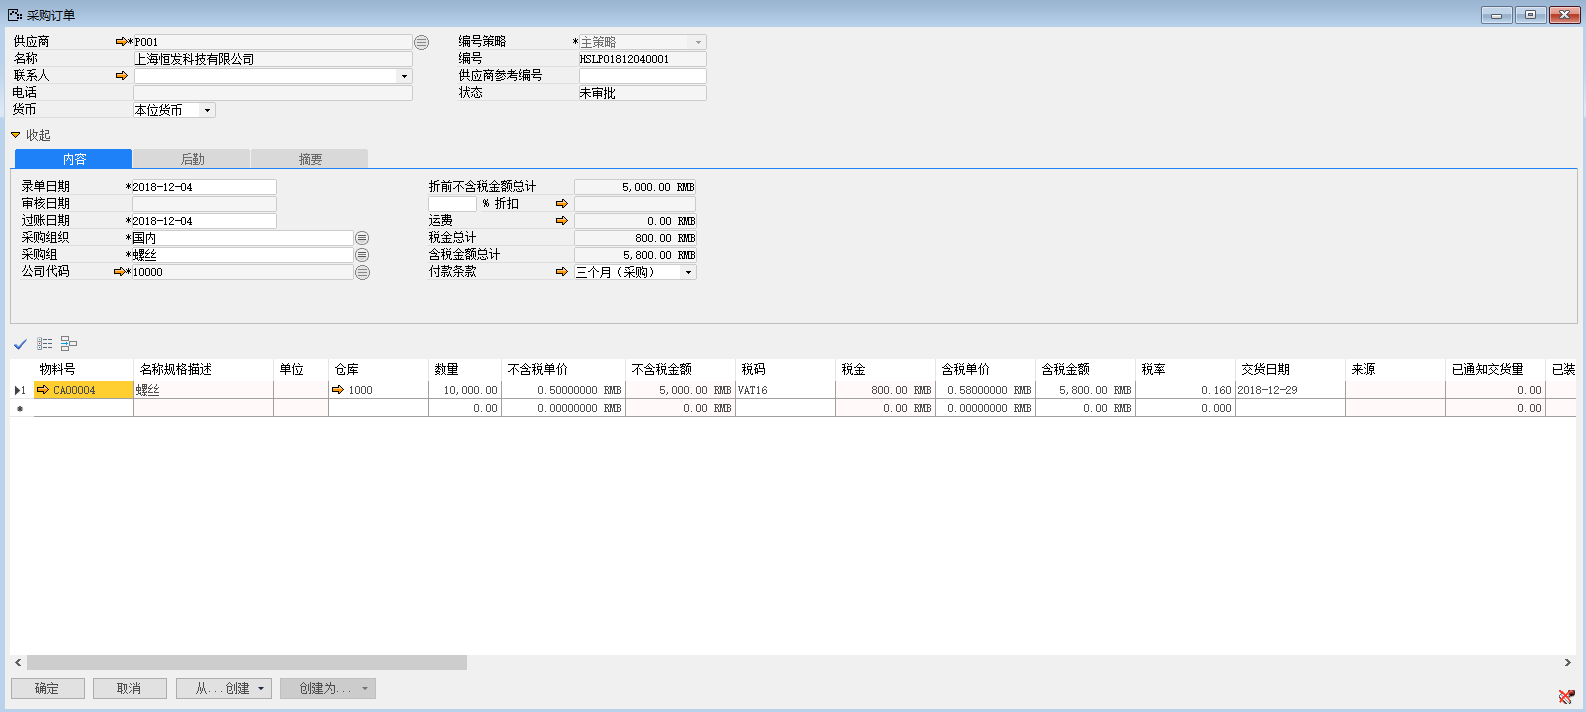 采购订单
供应商 *P001 编号策略 *主策略
名称 上海恒发科技有限公司 编号 HSLPO1812040001
联系人 供应商参考编号
电话 状态 未审批
货币 本位货币
收起
内容 后勤 摘要
录单日期 *2018-12-04 折前不含税金额总计 5,000.00 RMB
审核日期 % 折扣
过账日期 *2018-12-04 运费 0.00 RMB
采购组织 *国内 税金总计 800.00 RMB
采购组 *螺丝 含税金额总计 5,800.00 RMB
公司代码 *10000 付款条款 三个月（采购）
物料号 名称规格描述 单位 仓库 数量 不含税单价 不含税金额 税码 税金 含税单价 含税金额 税率 交货日期 来源 已通知交货量 已装
1 CA00004 螺丝 1000 10,000.00 0.50000000 RMB 5,000.00 RMB VAT16 800.00 RMB 0.58000000 RMB 5,800.00 RMB 0.160 2018-12-29 0.00
* 0.00 0.00000000 RMB 0.00 RMB 0.00 RMB 0.00000000 RMB 0.00 RMB 0.000 0.00
确定 取消 从...创建 创建为...